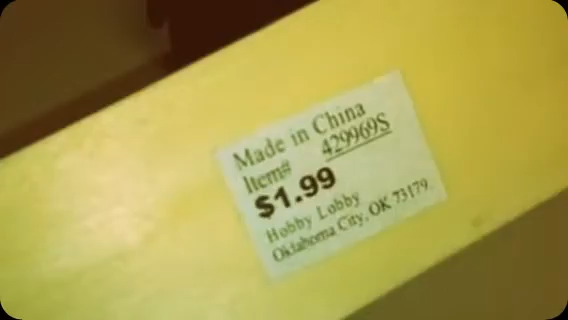 Made in China
Item# 429969S
$1.99
Hobby Lobby
Oklahoma City, OK 73179